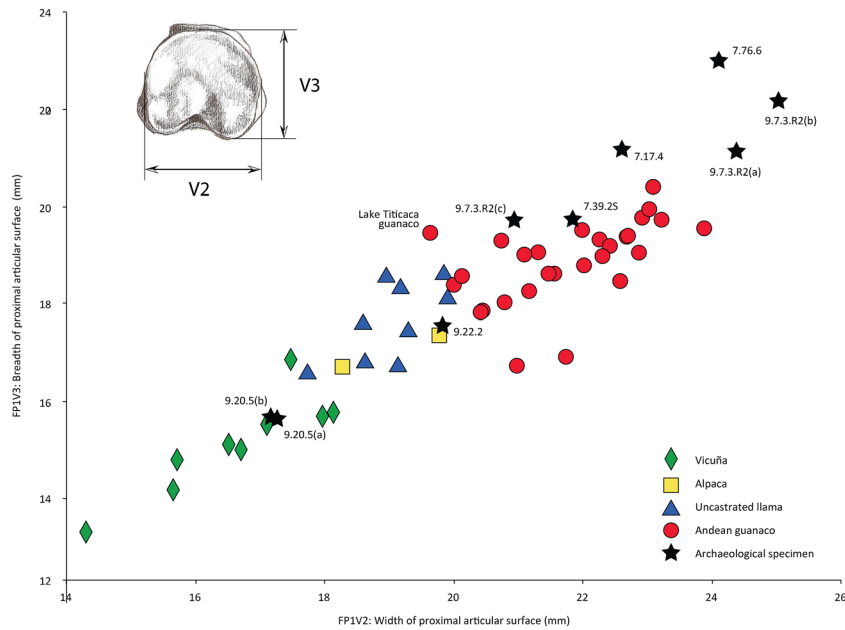 FP1V3: Breadth of proximal articular surface (mm)
24
22
20
18
16
14
12
V3
V2
7.76.6
9.7.3.R2(b)
7.17.4
9.7.3.R2(a)
9.7.3.R2(c)
7.39.2S
Lake Titicaca
guanaco
9.22.2
9.20.5(b)
9.20.5(a)
Vicuña
Alpaca
Uncastrated llama
Andean guanaco
Archaeological specimen
14 16 18 20 22 24 26
FP1V2: Width of proximal articular surface (mm)